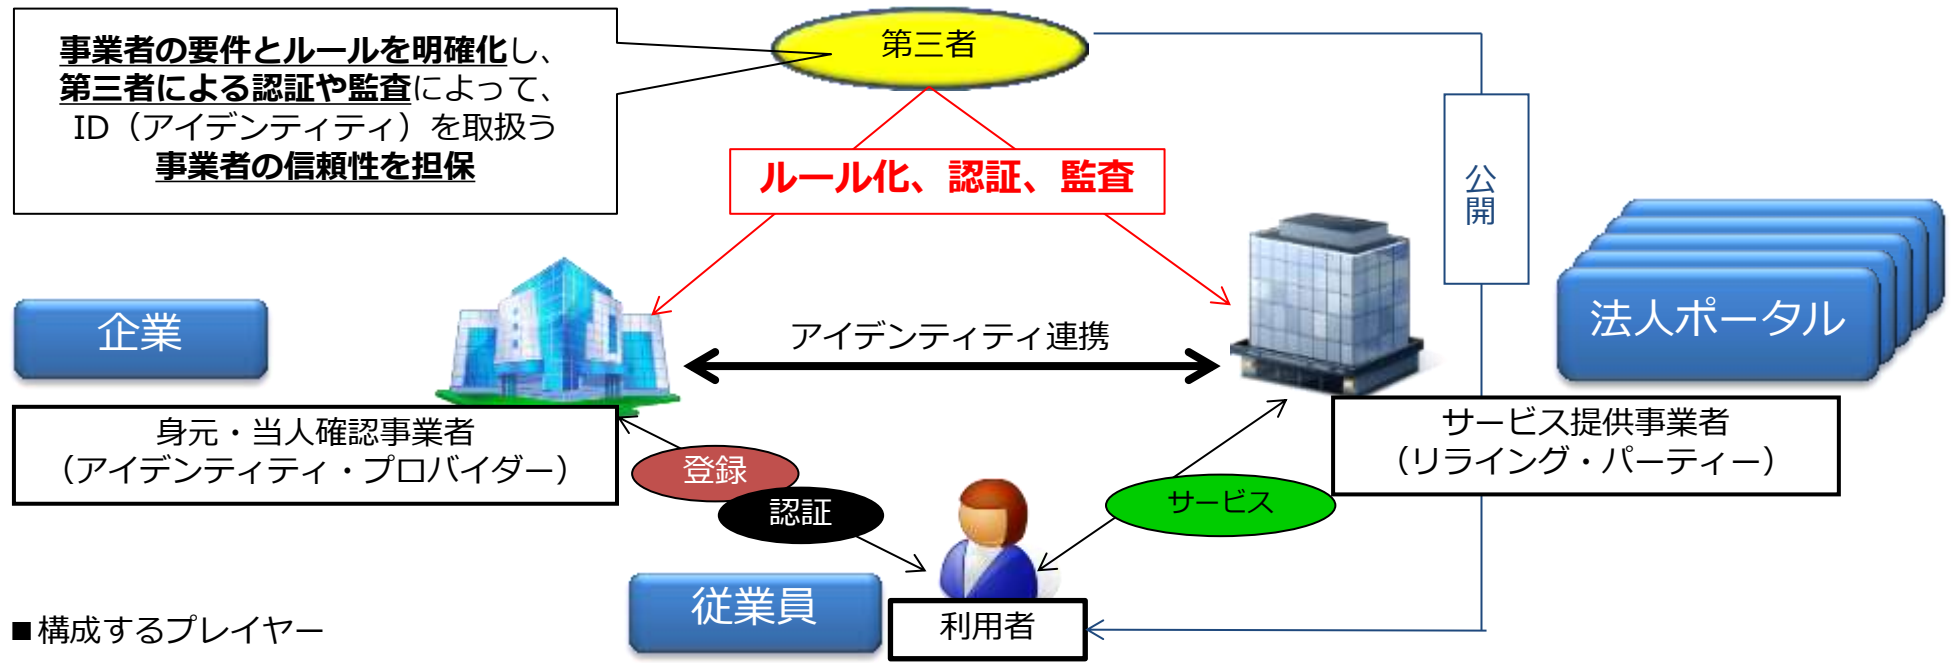 事業者の要件とルールを明確化し、
第三者による認証や監査によって、
ID（アイデンティティ）を取扱う
事業者の信頼性を担保
第三者
ルール化、認証、監査
公開
企業
アイデンティティ連携
法人ポータル
身元・当人確認事業者
（アイデンティティ・プロバイダー）
サービス提供事業者
（リライング・パーティー）
登録
認証
サービス
従業員
利用者
■構成するプレイヤー